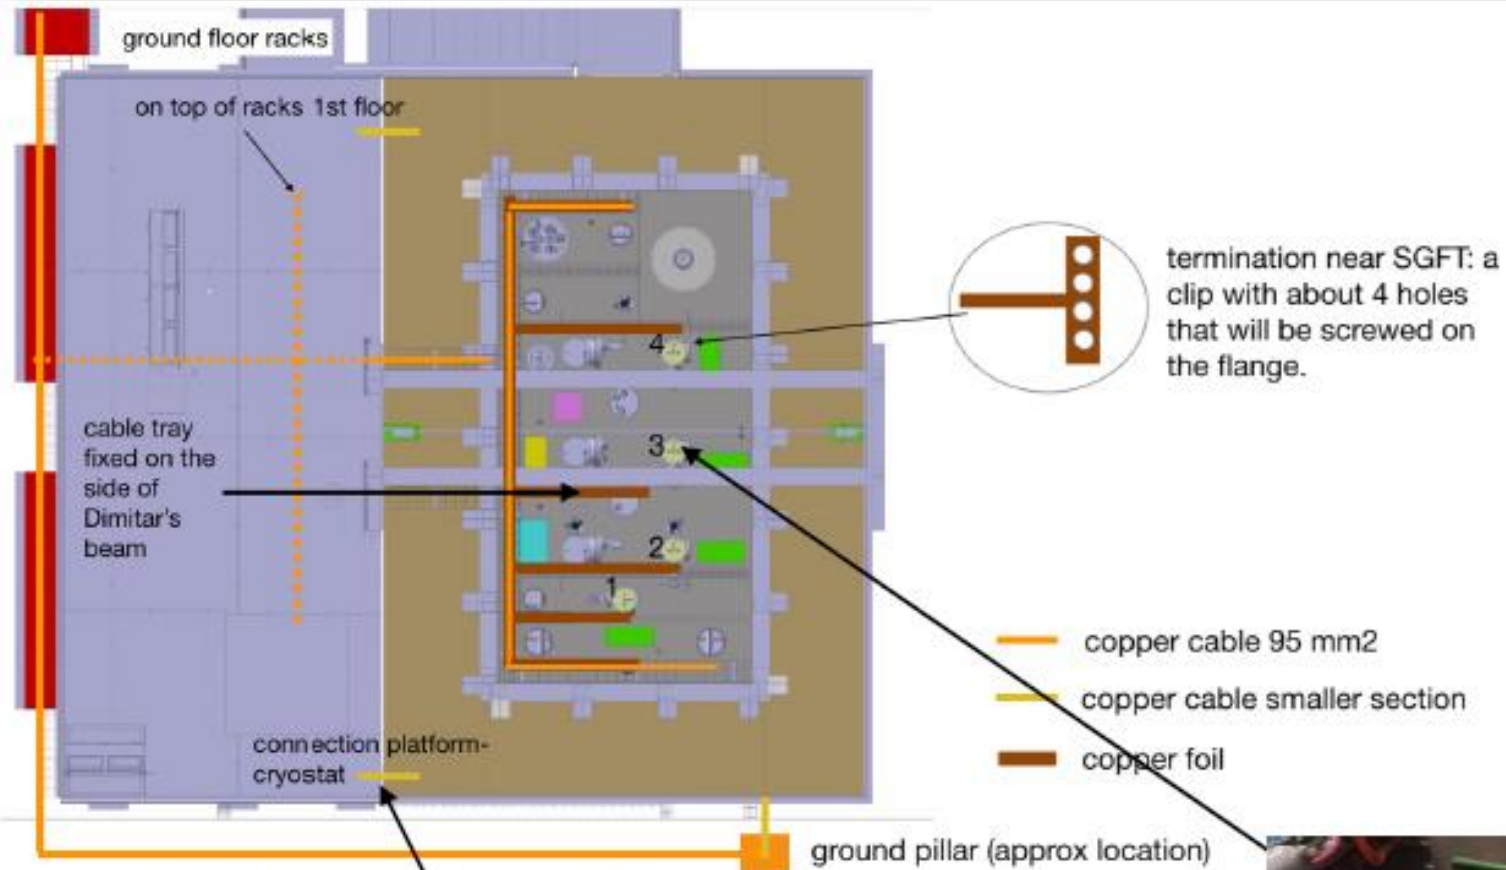 ground floor racks
on top of racks 1st floor
termination near SGFT: a
clip with about 4 holes
that will be screwed on
the flange.
4
cable tray
fixed on the
side of
Dimitar's
beam
3
2
1
copper cable 95 mm2
copper cable smaller section
copper foil
connection platform-
cryostat
ground pillar (approx location)